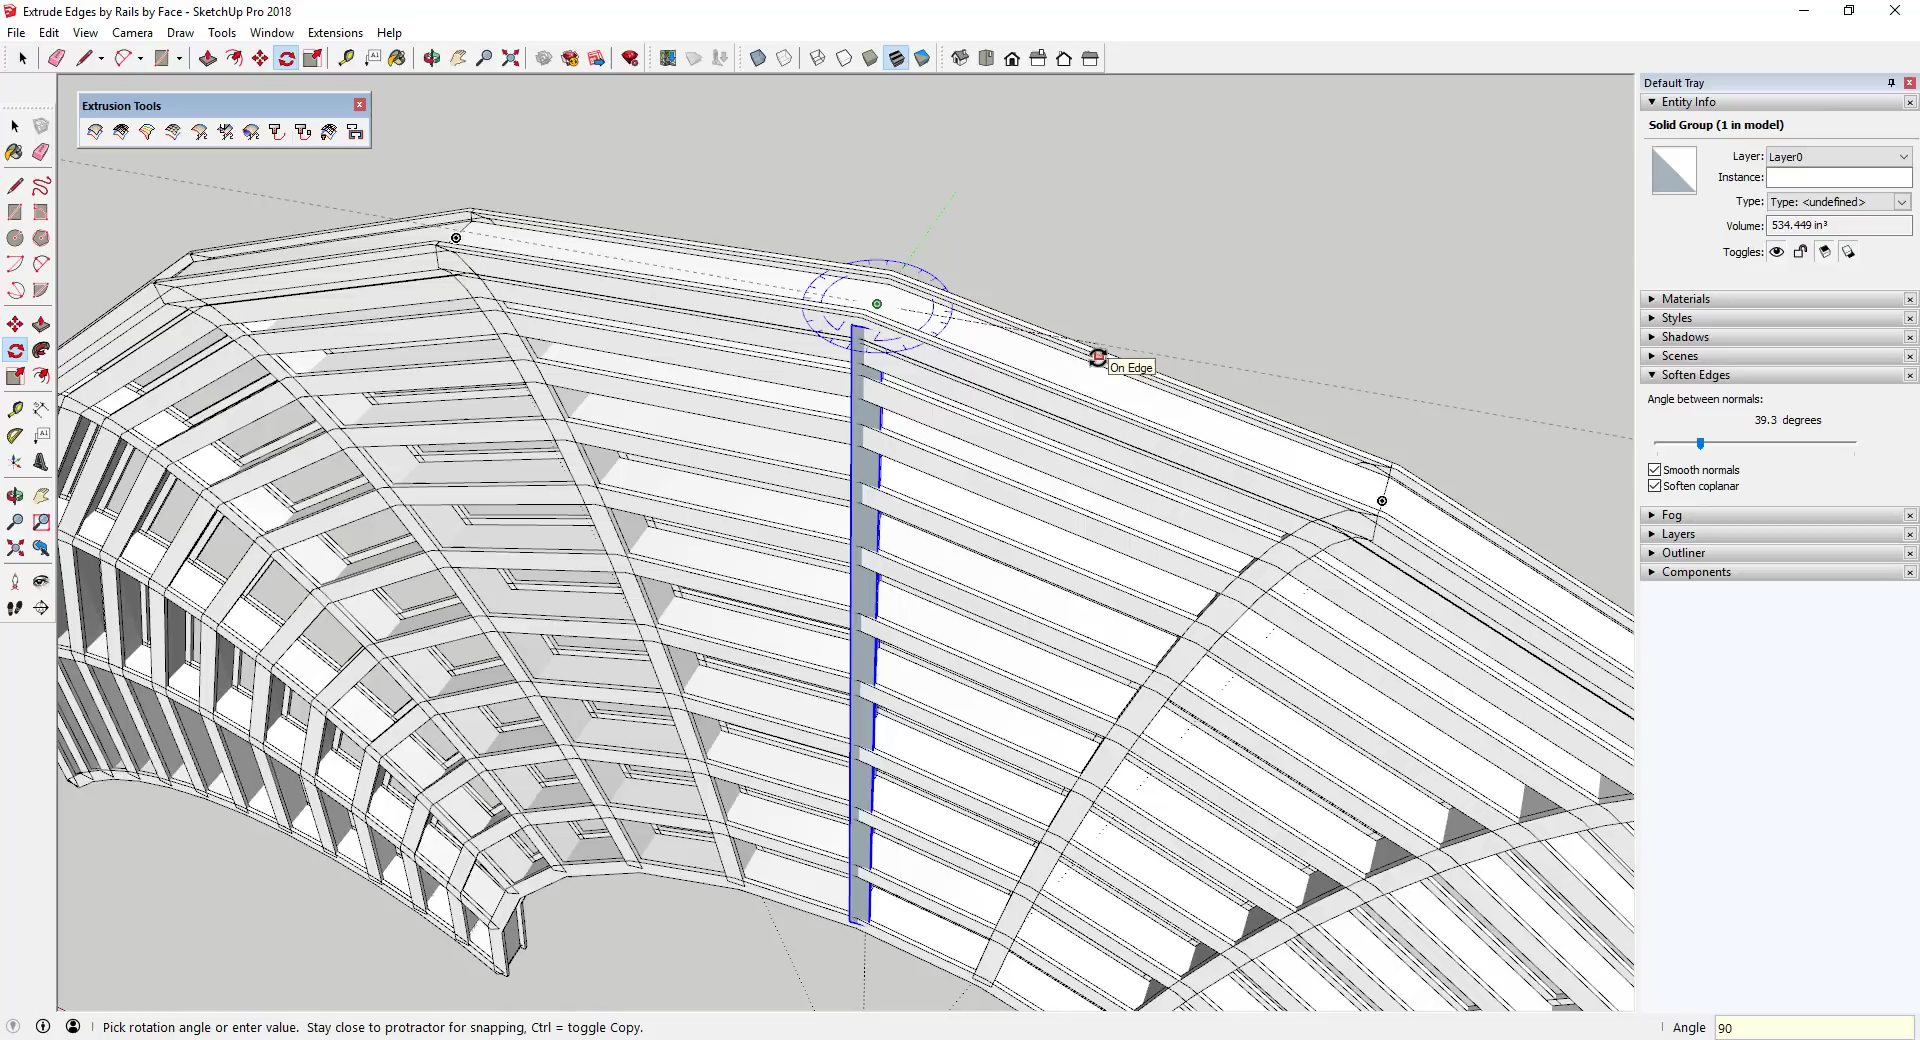 Extrude Edges by Rails by Face - SketchUp Pro 2018
File Edit View Camera Draw Tools Window Extensions Help
Extrusion Tools
On Edge
Default Tray
Entity Info
Solid Group (1 in model)
Layer: Layer0
Instance:
Type: Type: <undefined>
Volume: 534.449 in³
Toggles:
Materials
Styles
Shadows
Scenes
Soften Edges
Angle between normals:
39.3 degrees
Smooth normals
Soften coplanar
Fog
Layers
Outliner
Components
Pick rotation angle or enter value. Stay close to protractor for snapping, Ctrl = toggle Copy.
Angle 90